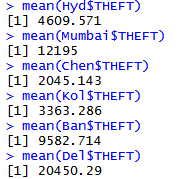 > mean(Hyd$THEFT)
[1] 4609.571
> mean(Mumbai$THEFT)
[1] 12195
> mean(Chen$THEFT)
[1] 2045.143
> mean(Kol$THEFT)
[1] 3363.286
> mean(Ban$THEFT)
[1] 9582.714
> mean(Del$THEFT)
[1] 20450.29